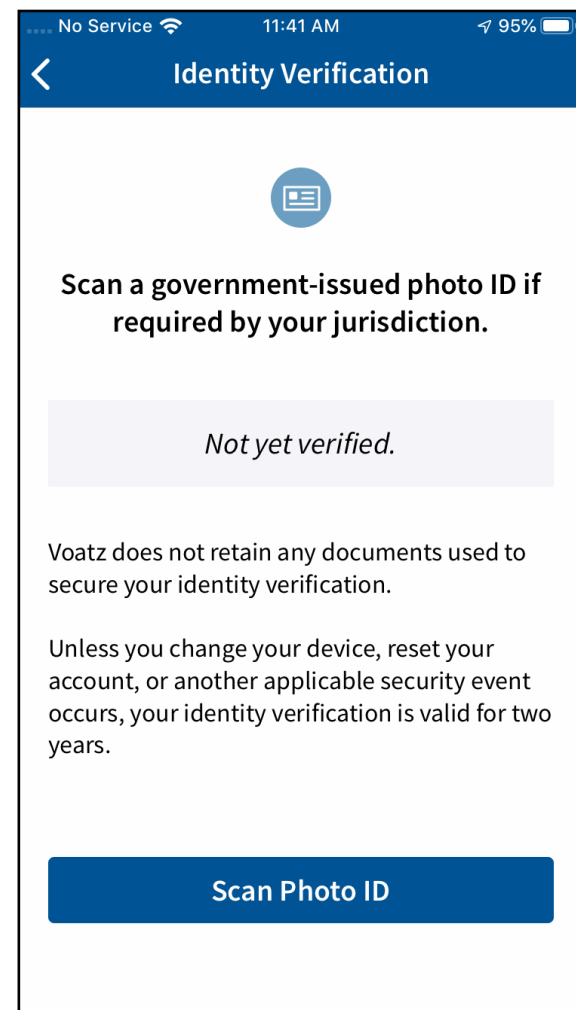 No Service 11:41 AM 95%
Identity Verification
Scan a government-issued photo ID if
required by your jurisdiction.
Not yet verified.
Voatz does not retain any documents used to
secure your identity verification.
Unless you change your device, reset your
account, or another applicable security event
occurs, your identity verification is valid for two
years.
Scan Photo ID